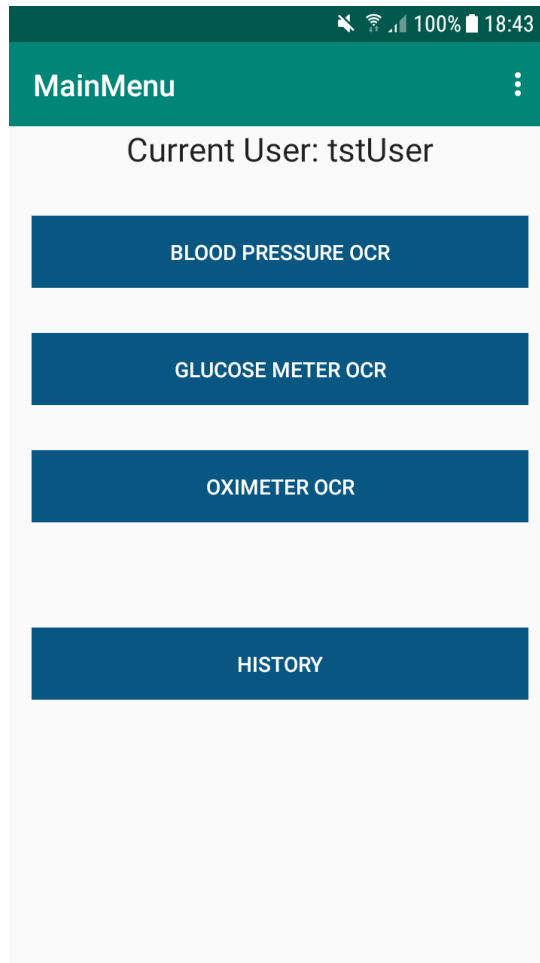 100% 18:43
MainMenu
Current User: tstUser
BLOOD PRESSURE OCR
GLUCOSE METER OCR
OXIMETER OCR
HISTORY